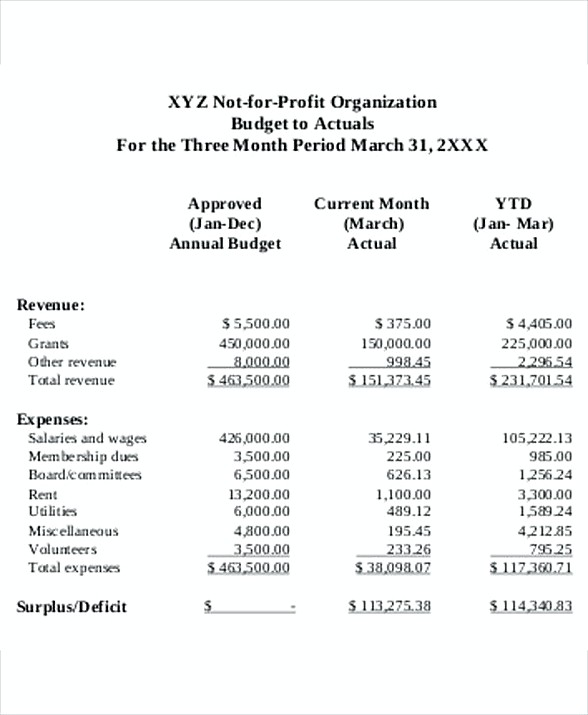 XYZ Not-for-Profit Organization
Budget to Actuals
For the Three Month Period March 31, 2XXX
Approved Current Month YTD
(Jan-Dec) (March) (Jan- Mar)
Annual Budget Actual Actual
Revenue:
Fees $ 5,500.00 $ 375.00 $ 4,405.00
Grants 450,000.00 150,000.00 225,000.00
Other revenue 8,000.00 998.45 2,296.54
Total revenue $ 463,500.00 $ 151,373.45 $ 231,701.54
Expenses:
Salaries and wages 426,000.00 35,229.11 105,222.13
Membership dues 3,500.00 225.00 985.00
Board/committees 6,500.00 626.13 1,256.24
Rent 13,200.00 1,100.00 3,300.00
Utilities 6,000.00 489.12 1,589.24
Miscellaneous 4,800.00 195.45 4,212.85
Volunteers 3,500.00 233.26 795.25
Total expenses $ 463,500.00 $ 38,098.07 $ 117,360.71
Surplus/Deficit $ - $ 113,275.38 $ 114,340.83